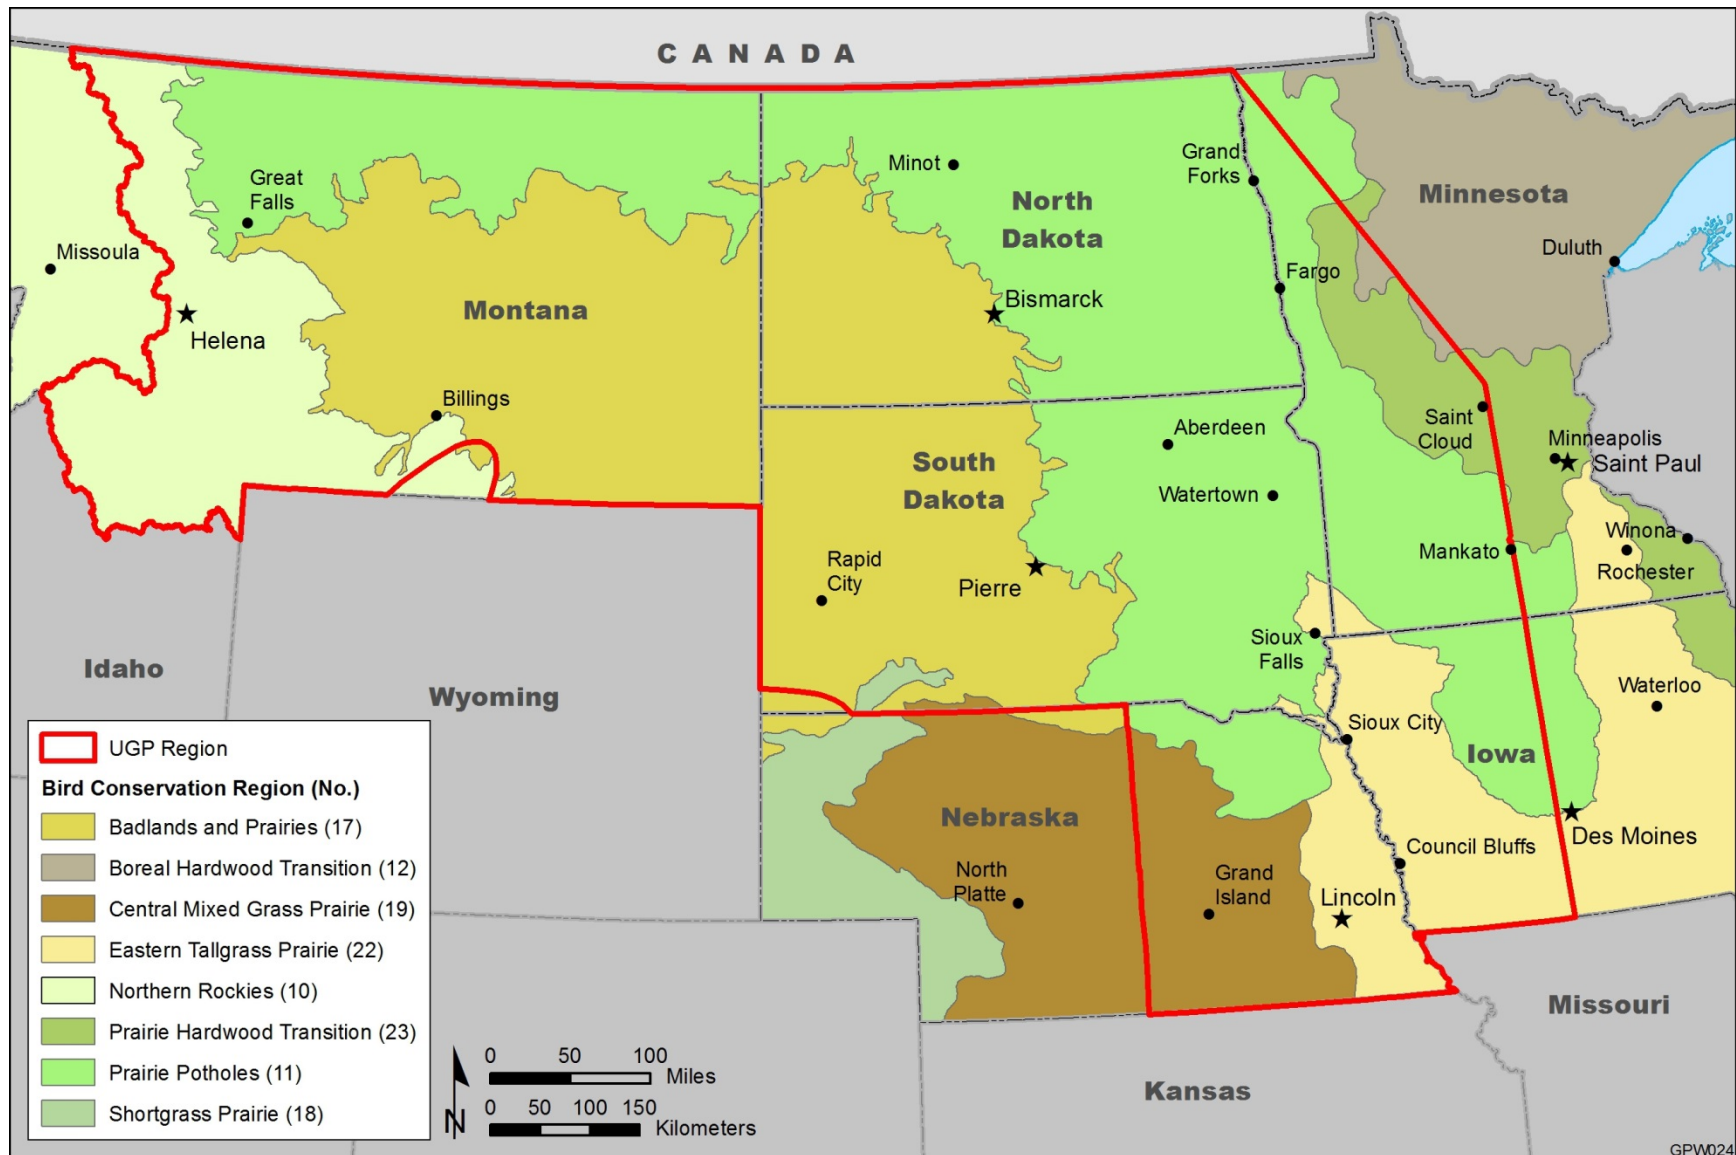 CANADA
Minot
Grand
Forks
Great
Falls
North
Dakota
Minnesota
Missoula
Duluth
Fargo
Montana
Bismarck
Helena
Billings
Saint
Cloud
Aberdeen
Minneapolis
Saint Paul
South
Dakota
Watertown
Winona
Mankato
Rochester
Rapid
City
Pierre
Sioux
Falls
Idaho
Wyoming
Waterloo
Sioux City
Iowa
Nebraska
Des Moines
Council Bluffs
North
Platte
Grand
Island
Lincoln
Missouri
Kansas
UGP Region
Bird Conservation Region (No.)
Badlands and Prairies (17)
Boreal Hardwood Transition (12)
Central Mixed Grass Prairie (19)
Eastern Tallgrass Prairie (22)
Northern Rockies (10)
Prairie Hardwood Transition (23)
Prairie Potholes (11)
Shortgrass Prairie (18)
N
0 50 100
Miles
0 50 100 150
Kilometers
GPW024